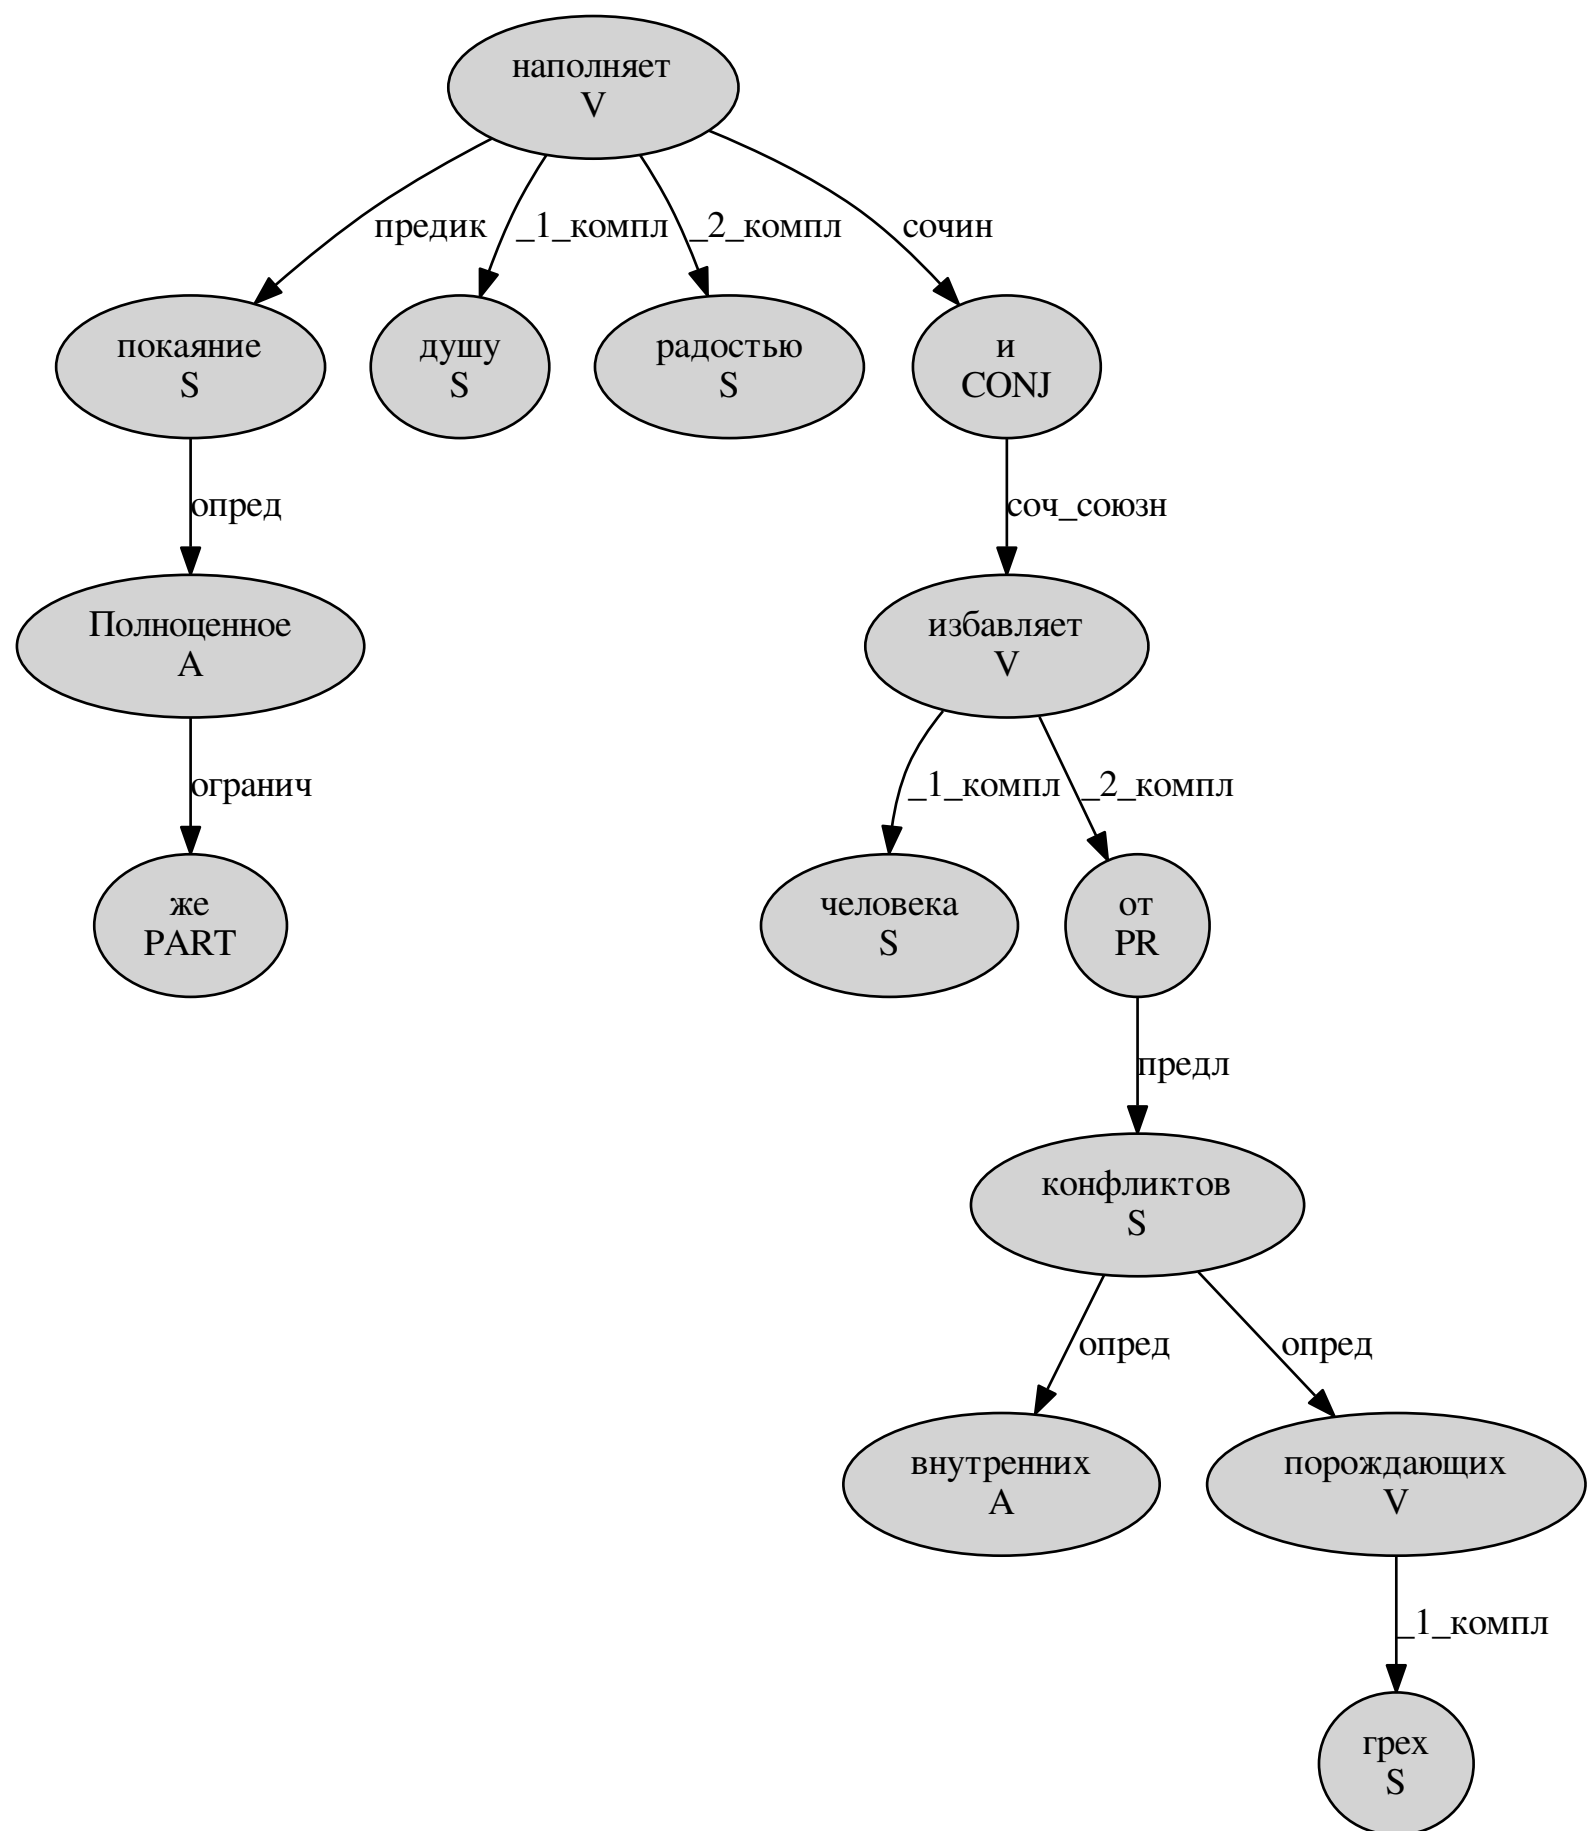 наполняет
V
предик
_1_компл
_2_компл
сочин
покаяние
S
душу
S
радостью
S
и
CONJ
опред
соч_союзн
Полноценное
A
избавляет
V
огранич
_1_компл
_2_компл
же
PART
человека
S
от
PR
предл
конфликтов
S
опред
опред
внутренних
A
порождающих
V
_1_компл
грех
S